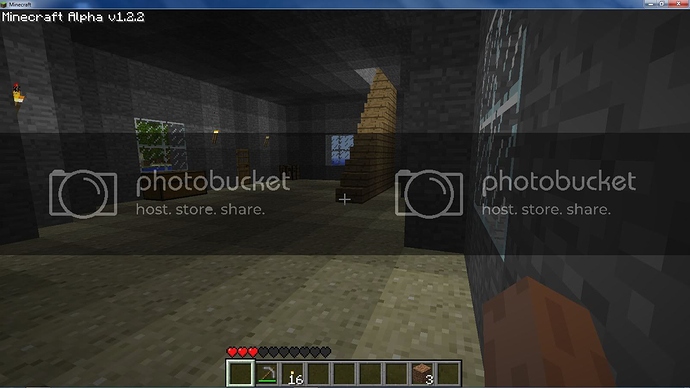 Minecraft
Minecraft Alpha v1.2.2
photobucket
host. store. share.
photobucket
host. store. share.
16
3